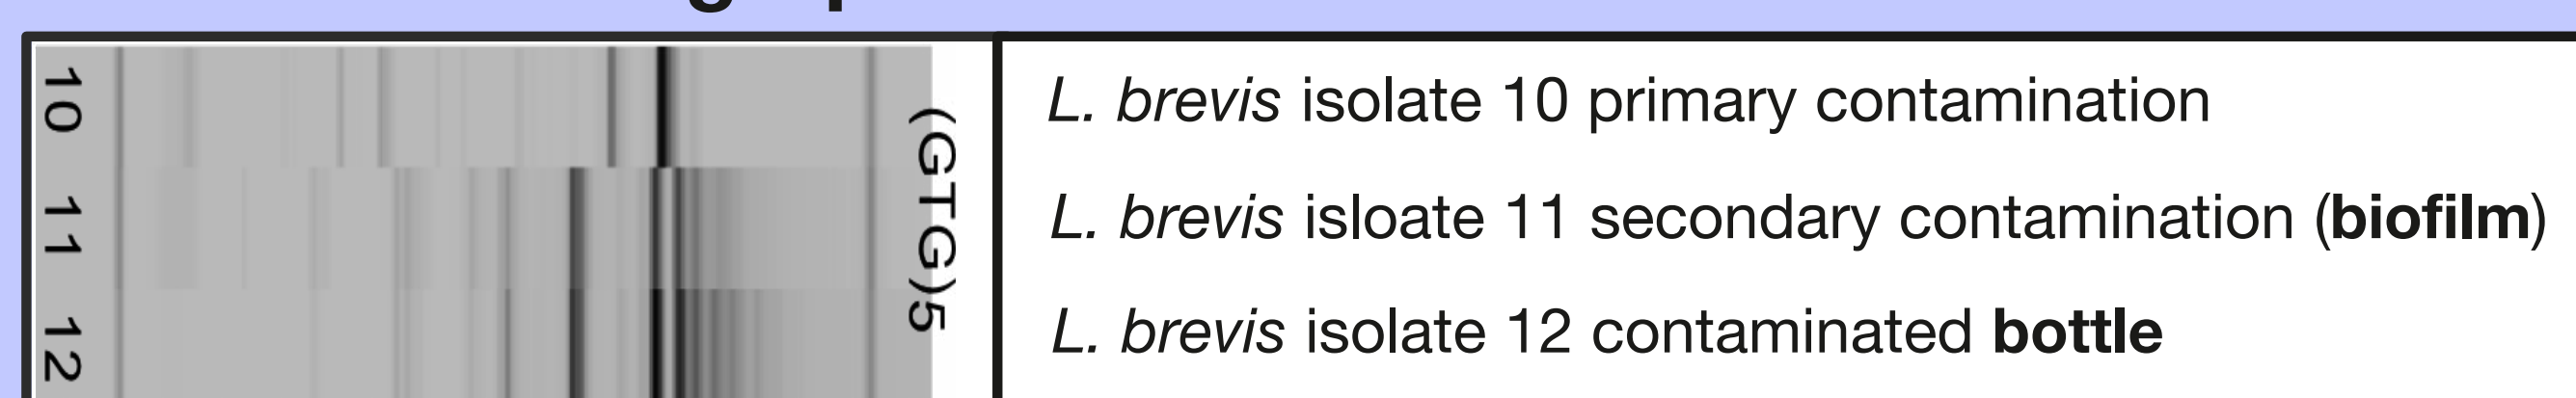 10
11
12
(GTG)5
L. brevis isolate 10 primary contamination
L. brevis isloate 11 secondary contamination (biofilm)
L. brevis isolate 12 contaminated bottle